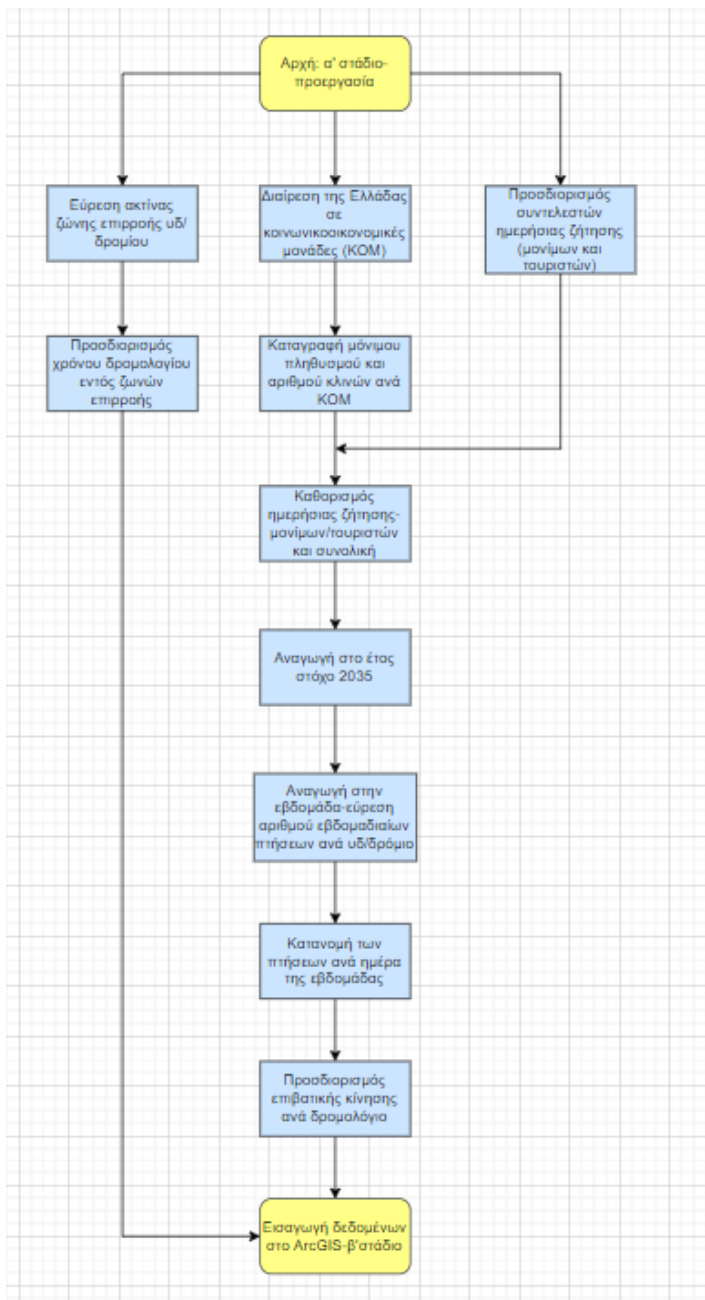 Αρχή: α' στάδιο-
προεργασία
Εύρεση ακτίνας
ζώνης επιρροής υδ/
δρομίου
Διαίρεση της Ελλάδας
σε
κοινωνικοοικονομικές
μονάδες (ΚΟΜ)
Προσδιορισμός
συντελεστών
ημερήσιας ζήτησης
(μονίμων και
τουριστών)
Προσδιορισμός
χρόνου δρομολογίου
εντός ζωνών
επιρροής
Καταγραφή μόνιμου
πληθυσμού και
αριθμού κλινών ανά
ΚΟΜ
Καθορισμός
ημερήσιας ζήτησης-
μονίμων/τουριστών
και συνολική
Αναγωγή στο έτος
στόχο 2035
Αναγωγή στην
εβδομάδα-εύρεση
αριθμού εβδομαδιαίων
πτήσεων ανά υδ/δρόμιο
Κατανομή των
πτήσεων ανά ημέρα
της εβδομάδας
Προσδιορισμός
επιβατικής κίνησης
ανά δρομολόγιο
Εισαγωγή δεδομένων
στο ArcGIS-β'στάδιο